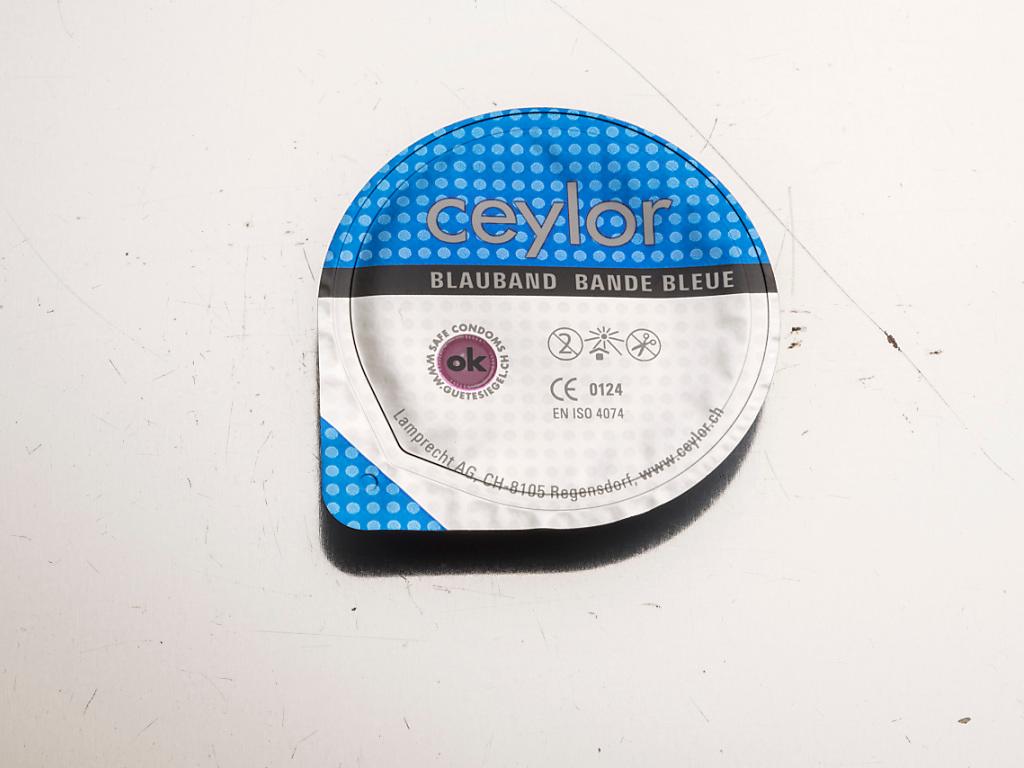 ceylor
BLAUBAND BANDE BLEUE
SAFE CONDOMS
ok
WWW.GUETESIEGEL.CH
2
CE 0124
EN ISO 4074
Lamprecht AG, CH-8105 Regensdorf, www.ceylor.ch